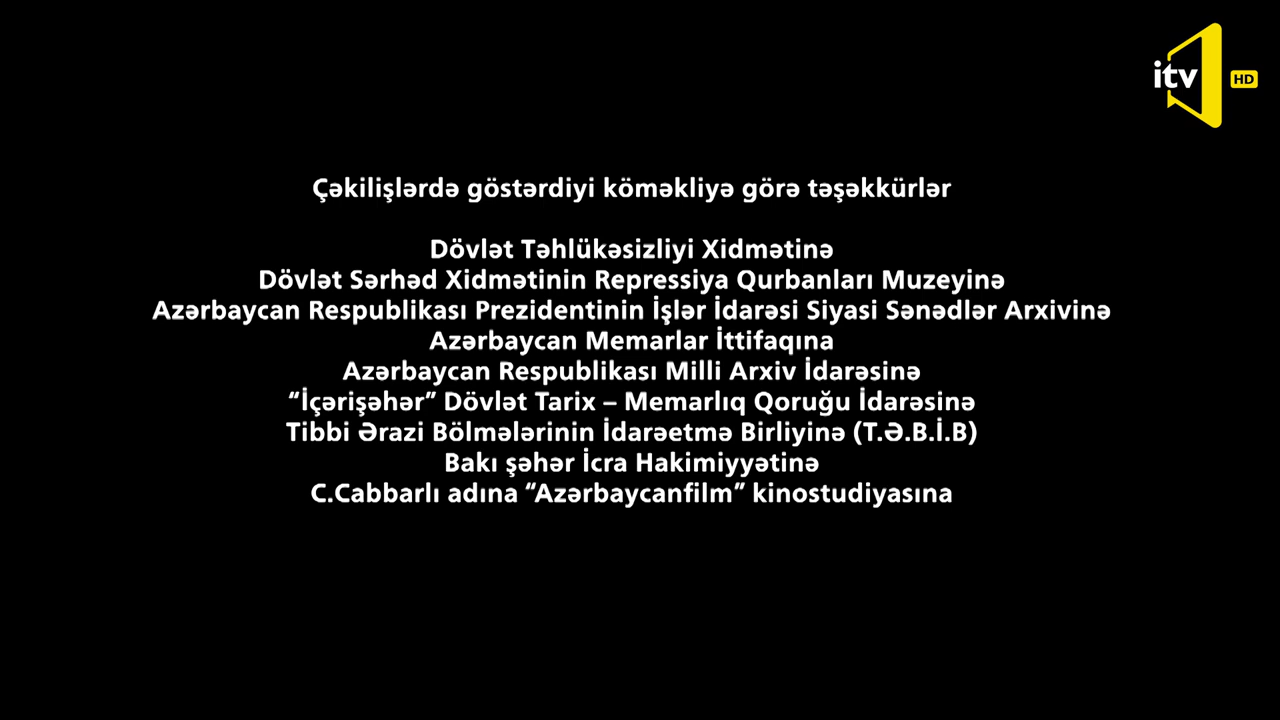 itv HD
Çəkilişlərdə göstərdiyi köməkliyə görə təşəkkürlər
Dövlət Təhlükəsizliyi Xidmətinə
Dövlət Sərhəd Xidmətinin Repressiya Qurbanları Muzeyinə
Azərbaycan Respublikası Prezidentinin İşlər İdarəsi Siyasi Sənədlər Arxivinə
Azərbaycan Memarlar İttifaqına
Azərbaycan Respublikası Milli Arxiv İdarəsinə
“İçərişəhər” Dövlət Tarix – Memarlıq Qoruğu İdarəsinə
Tibbi Ərazi Bölmələrinin İdarəetmə Birliyinə (T.Ə.B.İ.B)
Bakı şəhər İcra Hakimiyyətinə
C.Cabbarlı adına “Azərbaycanfilm” kinostudiyasına